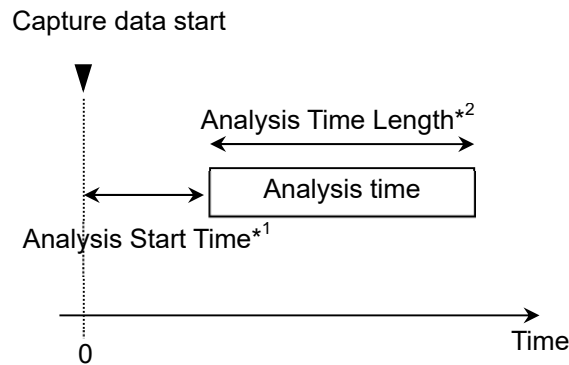 Capture data start
Analysis Time Length*2
Analysis time
Analysis Start Time*1
Time
0